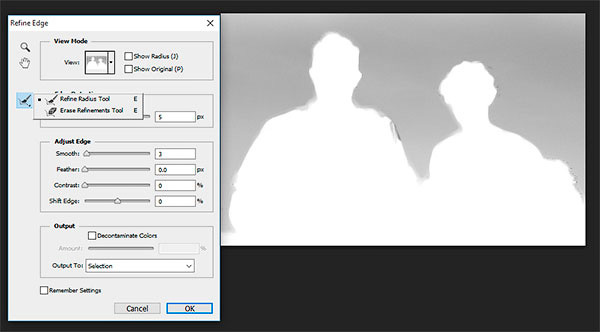 Refine Edge
View Mode
View:
Show Radius (J)
Show Original (P)
Refine Radius Tool E
Erase Refinements Tool E
5 px
Adjust Edge
Smooth: 3
Feather: 0.0 px
Contrast: 0 %
Shift Edge: 0 %
Output
Decontaminate Colors
Amount: %
Output To: Selection
Remember Settings
Cancel OK